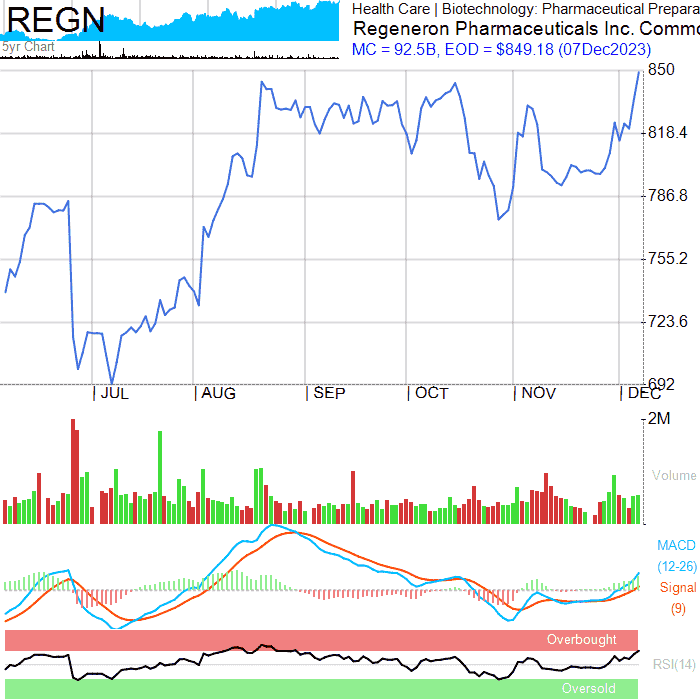 REGN
5yr Chart
Health Care | Biotechnology: Pharmaceutical Prepara
Regeneron Pharmaceuticals Inc. Commo
MC = 92.5B, EOD = $849.18 (07Dec2023)
850
818.4
786.8
755.2
723.6
692
JUL AUG SEP OCT NOV DEC
2M
Volume
MACD
(12-26)
Signal
(9)
Overbought
RSI(14)
Oversold